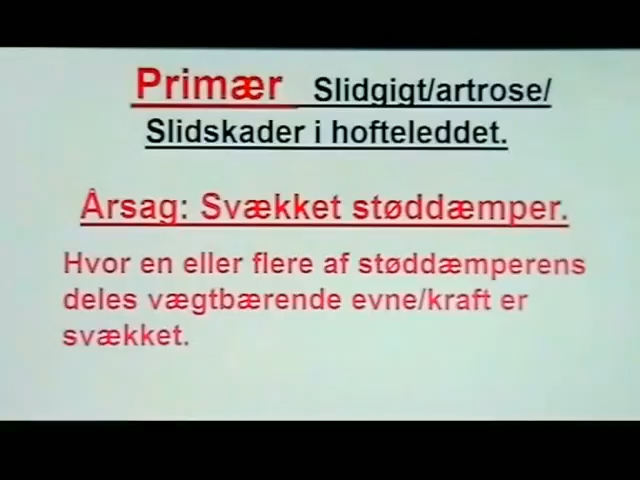 Primær Slidgigt/artrose/
Slidskader i hofteleddet.
Årsag: Svækket støddæmper.
Hvor en eller flere af støddæmperens
deles vægtbærende evne/kraft er
svækket.